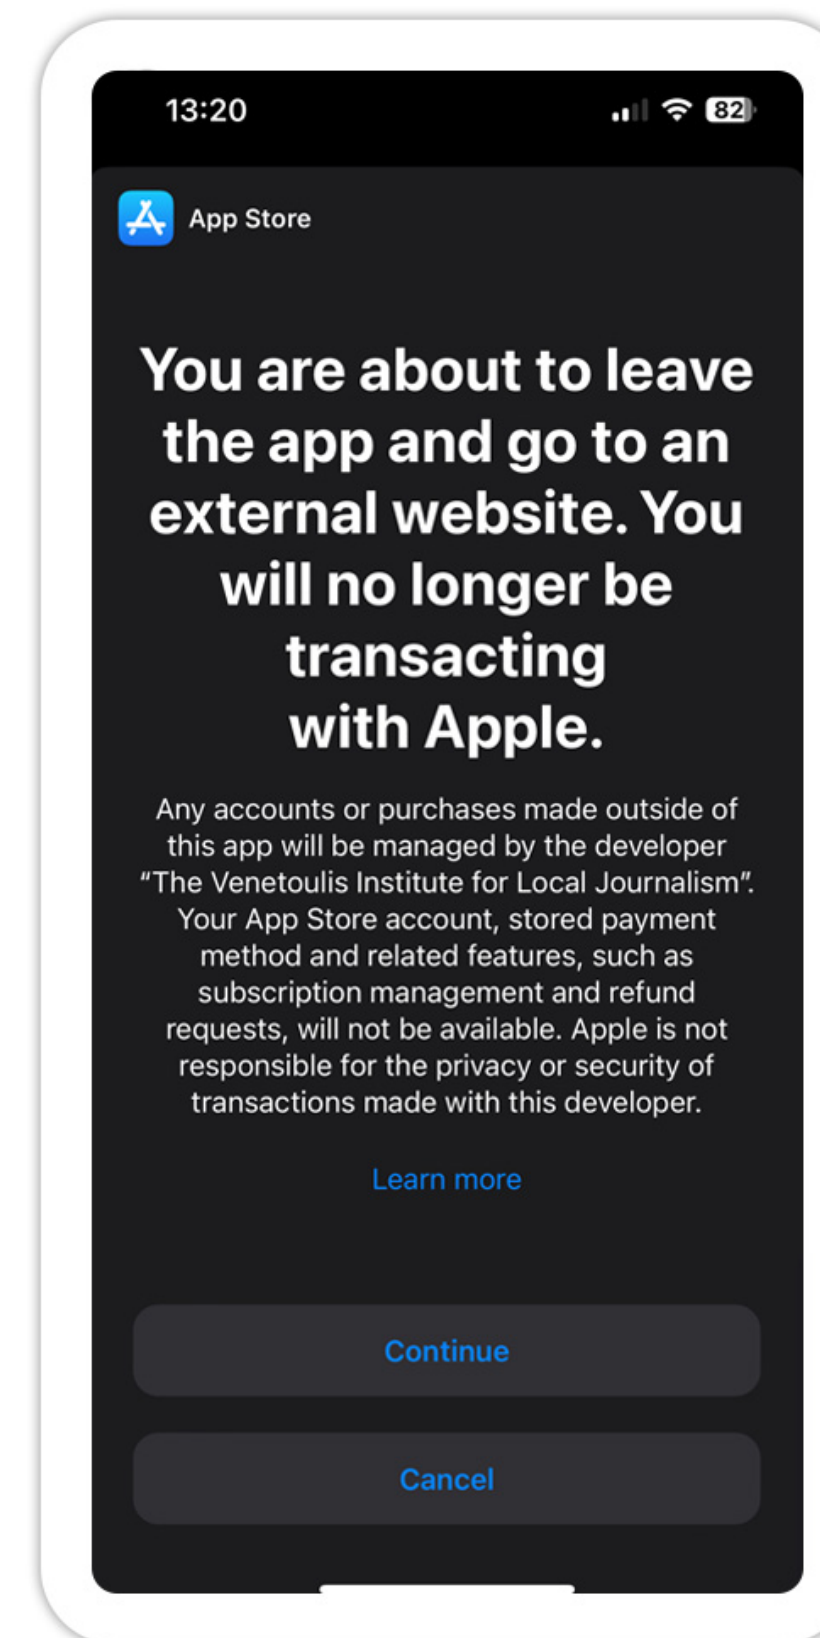 13:20
82
App Store
You are about to leave
the app and go to an
external website. You
will no longer be
transacting
with Apple.
Any accounts or purchases made outside of
this app will be managed by the developer
“The Venetoulis Institute for Local Journalism”.
Your App Store account, stored payment
method and related features, such as
subscription management and refund
requests, will not be available. Apple is not
responsible for the privacy or security of
transactions made with this developer.
Learn more
Continue
Cancel